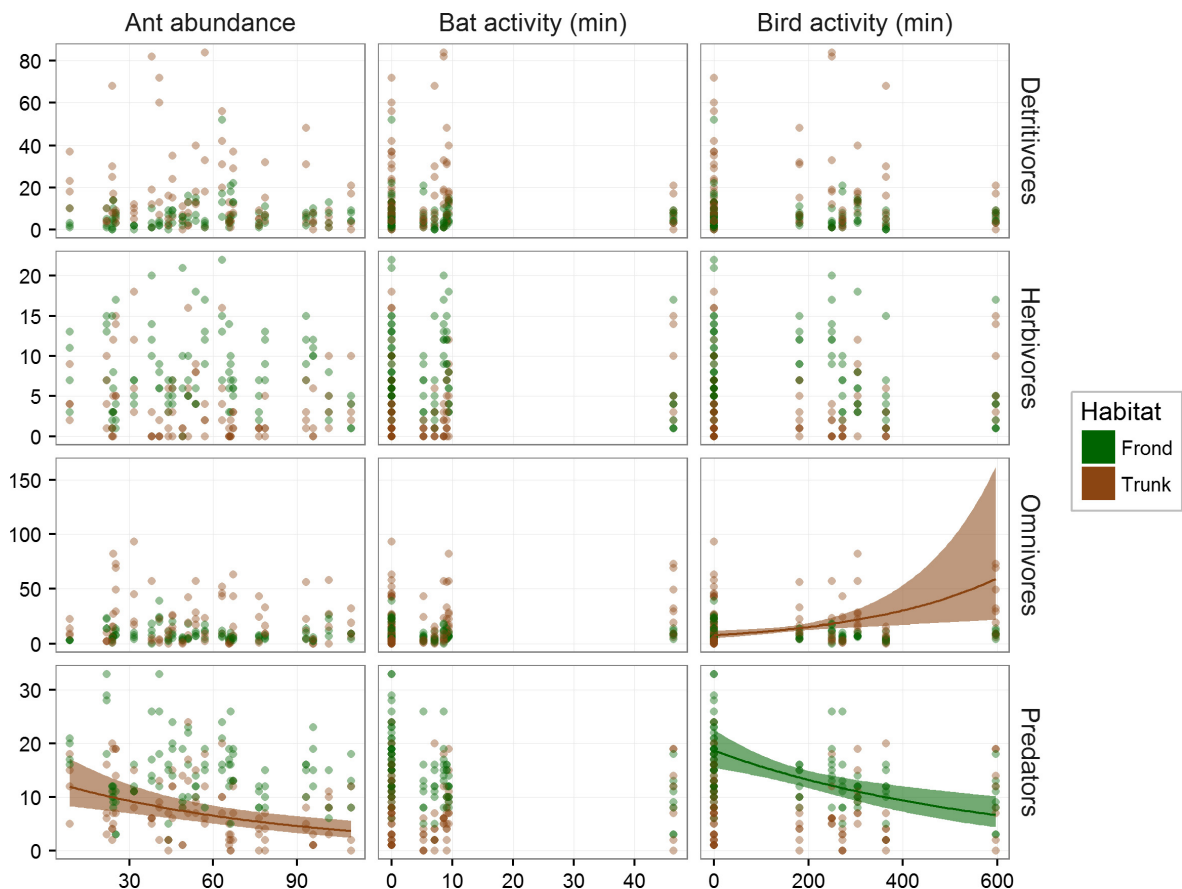 Ant abundance Bat activity (min) Bird activity (min)
80
60
40
20
0
Detritivores
20
15
10
5
0
Herbivores
Habitat
Frond
Trunk
150
100
50
0
Omnivores
30
20
10
0
Predators
30 60 90 0 10 20 30 40 0 200 400 600